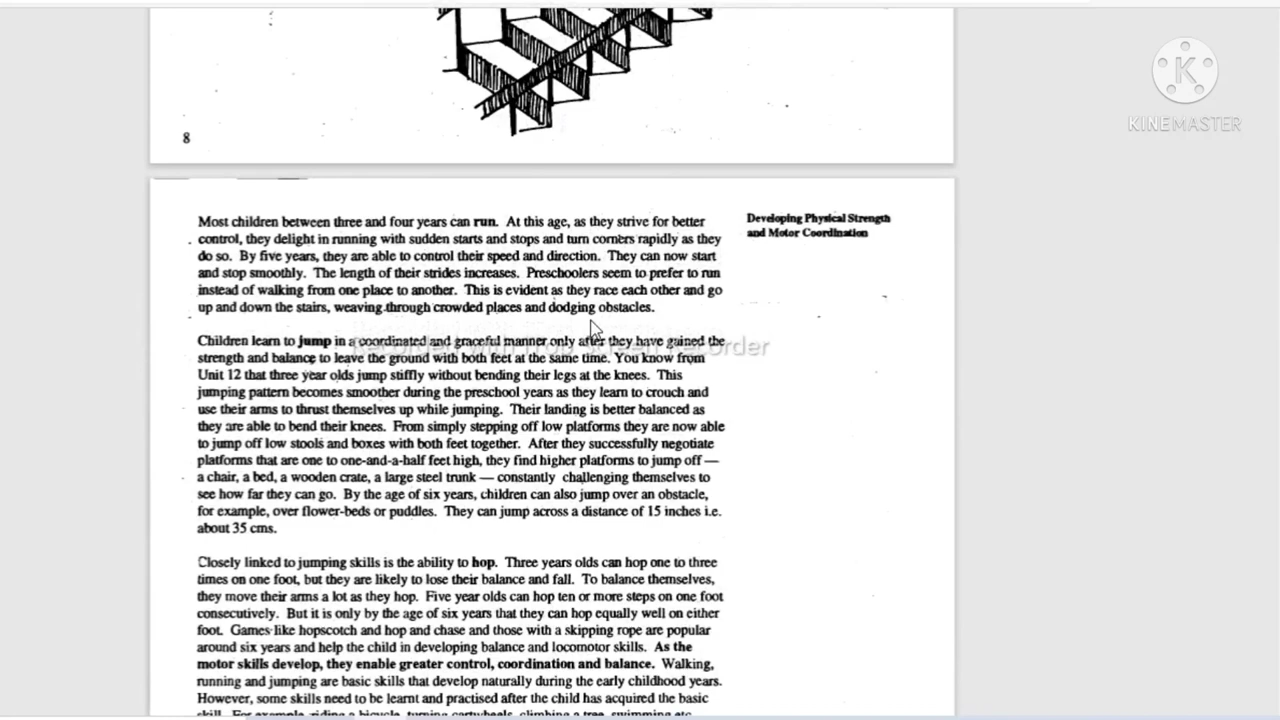 8
K
KINEMASTER
Most children between three and four years can run. At this age, as they strive for better
control, they delight in running with sudden starts and stops and turn corners rapidly as they
do so. By five years, they are able to control their speed and direction. They can now start
and stop smoothly. The length of their strides increases. Preschoolers seem to prefer to run
instead of walking from one place to another. This is evident as they race each other and go
up and down the stairs, weaving through crowded places and dodging obstacles.
Developing Physical Strength
and Motor Coordination
Children learn to jump in a coordinated and graceful manner only after they have gained the
strength and balance to leave the ground with both feet at the same time. You know from
Unit 12 that three year olds jump stiffly without bending their legs at the knees. This
jumping pattern becomes smoother during the preschool years as they learn to crouch and
use their arms to thrust themselves up while jumping. Their landing is better balanced as
they are able to bend their knees. From simply stepping off low platforms they are now able
to jump off low stools and boxes with both feet together. After they successfully negotiate
platforms that are one to one-and-a-half feet high, they find higher platforms to jump off —
a chair, a bed, a wooden crate, a large steel trunk — constantly challenging themselves to
see how far they can go. By the age of six years, children can also jump over an obstacle,
for example, over flower-beds or puddles. They can jump across a distance of 15 inches i.e.
about 35 cms.
Closely linked to jumping skills is the ability to hop. Three years olds can hop one to three
times on one foot, but they are likely to lose their balance and fall. To balance themselves,
they move their arms a lot as they hop. Five year olds can hop ten or more steps on one foot
consecutively. But it is only by the age of six years that they can hop equally well on either
foot. Games like hopscotch and hop and chase and those with a skipping rope are popular
around six years and help the child in developing balance and locomotor skills. As the
motor skills develop, they enable greater control, coordination and balance. Walking,
running and jumping are basic skills that develop naturally during the early childhood years.
However, some skills need to be learnt and practised after the child has acquired the basic
skill. For example, riding a bicycle, turning cartwheels, climbing a tree, swimming etc.
Recorded with iTop Screen Recorder